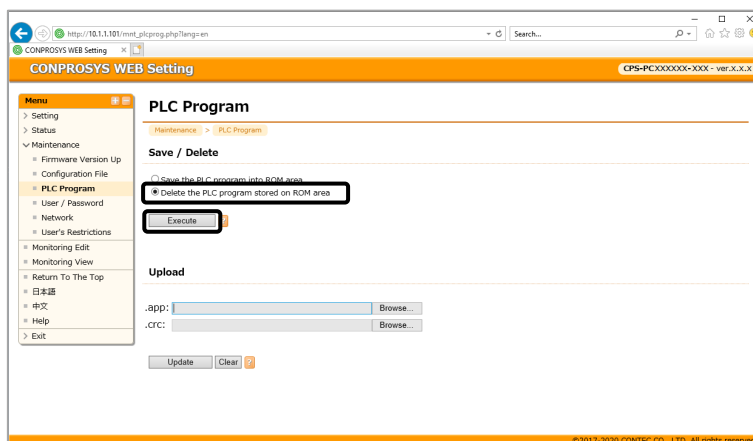 http://10.1.1.101/mnt_plcprog.php?lang=en
Search...
CONPROSYS WEB Setting
CONPROSYS WEB Setting
CPS-PCXXXXXX-XXX - ver.x.x.x
Menu
Setting
Status
Maintenance
Firmware Version Up
Configuration File
PLC Program
User / Password
Network
User's Restrictions
Monitoring Edit
Monitoring View
Return To The Top
日本語
中文
Help
Exit
PLC Program
Maintenance > PLC Program
Save / Delete
Save the PLC program into ROM area
Delete the PLC program stored on ROM area
Execute ?
Upload
.app: Browse...
.crc: Browse...
Update Clear ?
©2017-2020 CONTEC CO., LTD. All rights reserved